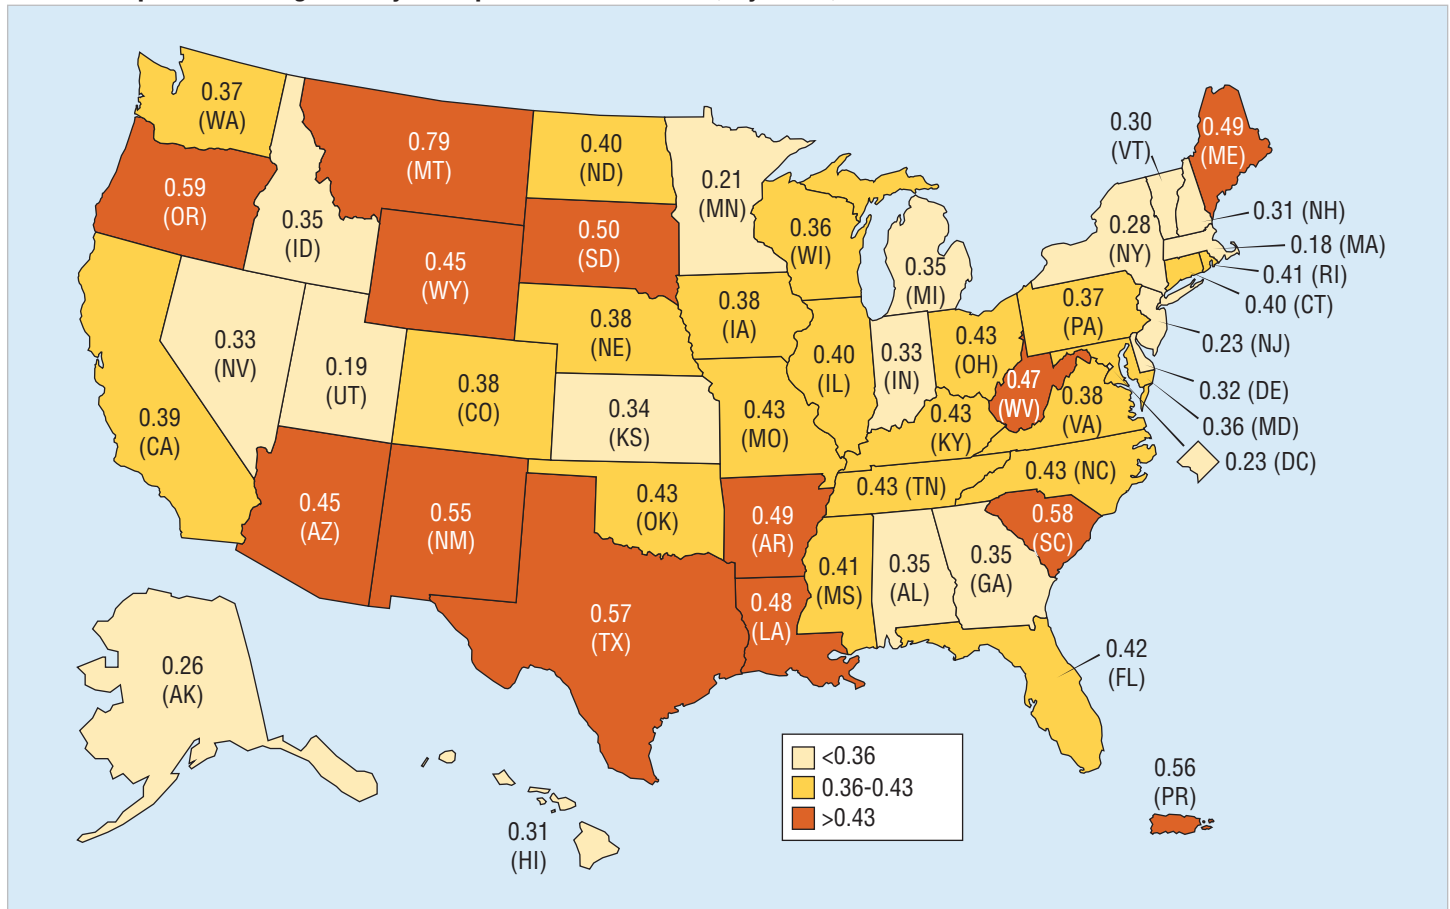 0.37
(WA)
0.79
(MT)
0.40
(ND)
0.30
(VT)
0.49
(ME)
0.59
(OR)
0.35
(ID)
0.21
(MN)
0.45
(WY)
0.50
(SD)
0.36
(WI)
0.35
(MI)
0.28
(NY)
0.31 (NH)
0.18 (MA)
0.41 (RI)
0.40 (CT)
0.23 (NJ)
0.32 (DE)
0.36 (MD)
0.23 (DC)
0.33
(NV)
0.19
(UT)
0.38
(CO)
0.38
(NE)
0.38
(IA)
0.40
(IL)
0.33
(IN)
0.43
(OH)
0.37
(PA)
0.47
(WV)
0.38
(VA)
0.39
(CA)
0.34
(KS)
0.43
(MO)
0.43
(KY)
0.43 (TN)
0.43 (NC)
0.45
(AZ)
0.55
(NM)
0.43
(OK)
0.49
(AR)
0.58
(SC)
0.41
(MS)
0.35
(AL)
0.35
(GA)
0.57
(TX)
0.48
(LA)
0.42
(FL)
0.26
(AK)
0.31
(HI)
0.56
(PR)
<0.36
0.36-0.43
>0.43